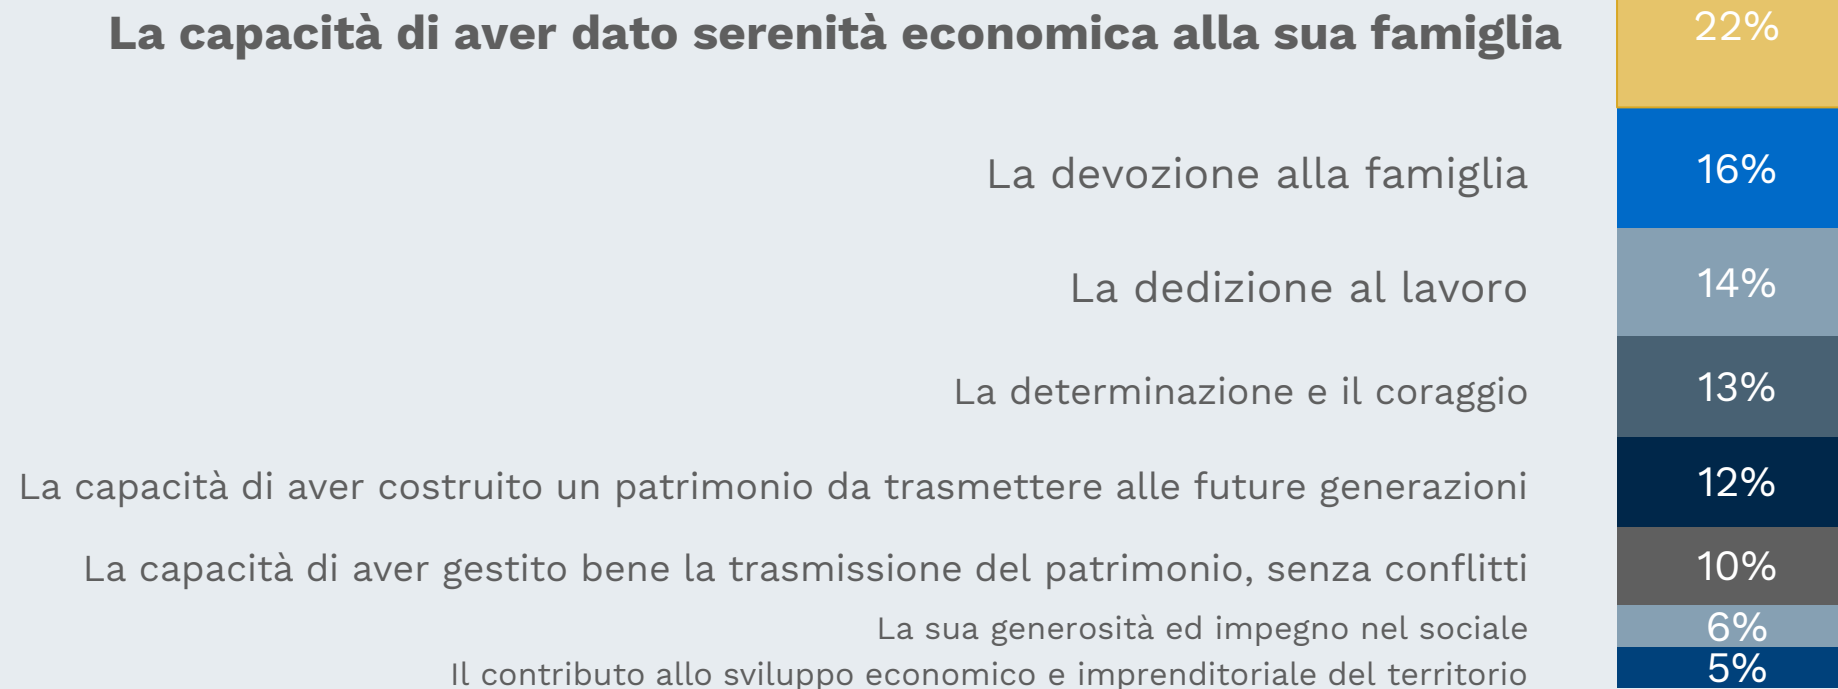 La capacità di aver dato serenità economica alla sua famiglia 22%
La devozione alla famiglia 16%
La dedizione al lavoro 14%
La determinazione e il coraggio 13%
La capacità di aver costruito un patrimonio da trasmettere alle future generazioni 12%
La capacità di aver gestito bene la trasmissione del patrimonio, senza conflitti 10%
La sua generosità ed impegno nel sociale 6%
Il contributo allo sviluppo economico e imprenditoriale del territorio 5%